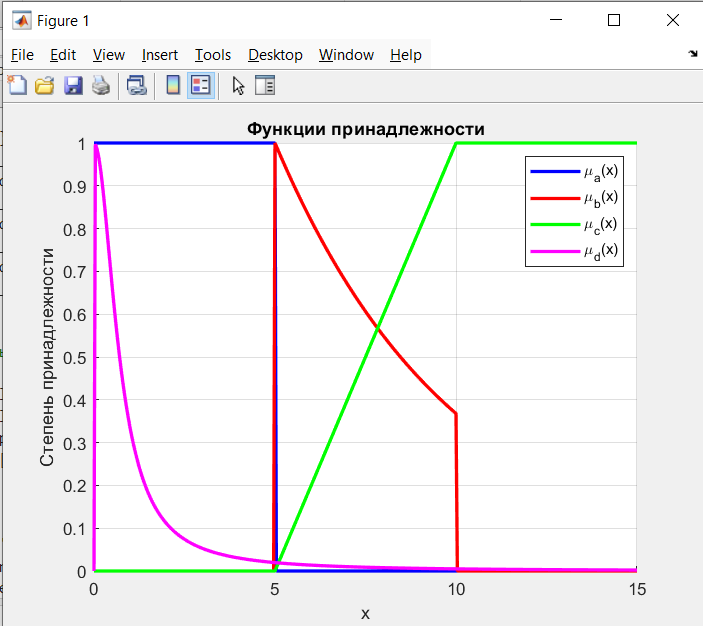 Figure 1
File Edit View Insert Tools Desktop Window Help
Функции принадлежности
Степень принадлежности
1
0.9
0.8
0.7
0.6
0.5
0.4
0.3
0.2
0.1
0
0 5 10 15
x
μa(x)
μb(x)
μc(x)
μd(x)